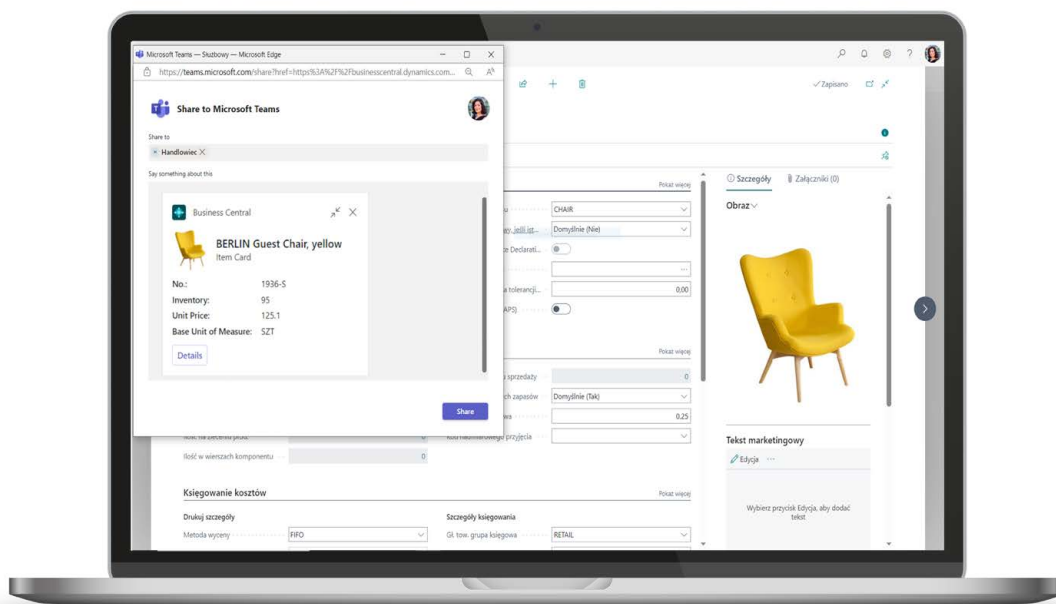 Microsoft Teams — Służbowy — Microsoft Edge
https://teams.microsoft.com/share?href=https%3A%2F%2Fbusinesscentral.dynamics.com...
Share to Microsoft Teams
Share to
Handlowiec
Say something about this
Business Central
BERLIN Guest Chair, yellow
Item Card
No.: 1936-S
Inventory: 95
Unit Price: 125.1
Base Unit of Measure: SZT
Details
Share
Zapisano
Pokaż więcej
CHAIR
Domyślnie (Nie)
0,00
Pokaż więcej
sprzedaży 0
zapasów Domyślnie (Tak)
0,25
przyjęcia
Ilość w wierszach komponentu 0
Księgowanie kosztów Pokaż więcej
Drukuj szczegóły Szczegóły księgowania
Metoda wyceny FIFO Gł. tow. grupa księgowa RETAIL
Szczegóły Załączniki (0)
Obraz
Tekst marketingowy
Edycja
Wybierz przycisk Edycja, aby dodać
tekst